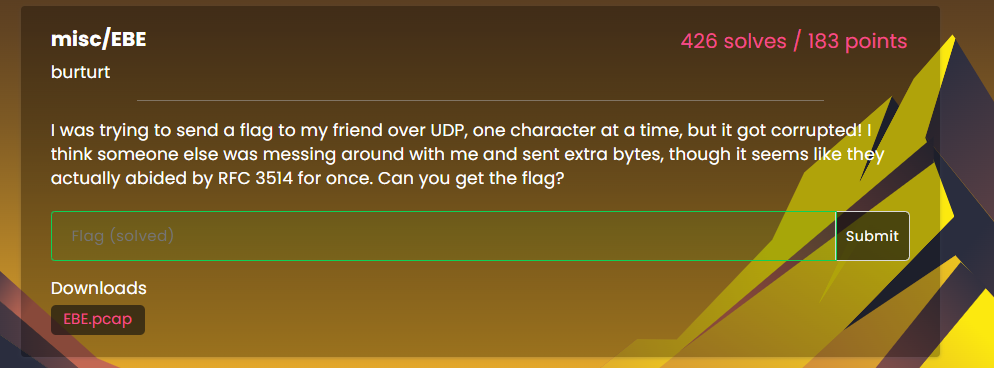 misc/EBE
426 solves / 183 points
burturt
I was trying to send a flag to my friend over UDP, one character at a time, but it got corrupted! I
think someone else was messing around with me and sent extra bytes, though it seems like they
actually abided by RFC 3514 for once. Can you get the flag?
Flag (solved)
Submit
Downloads
EBE.pcap